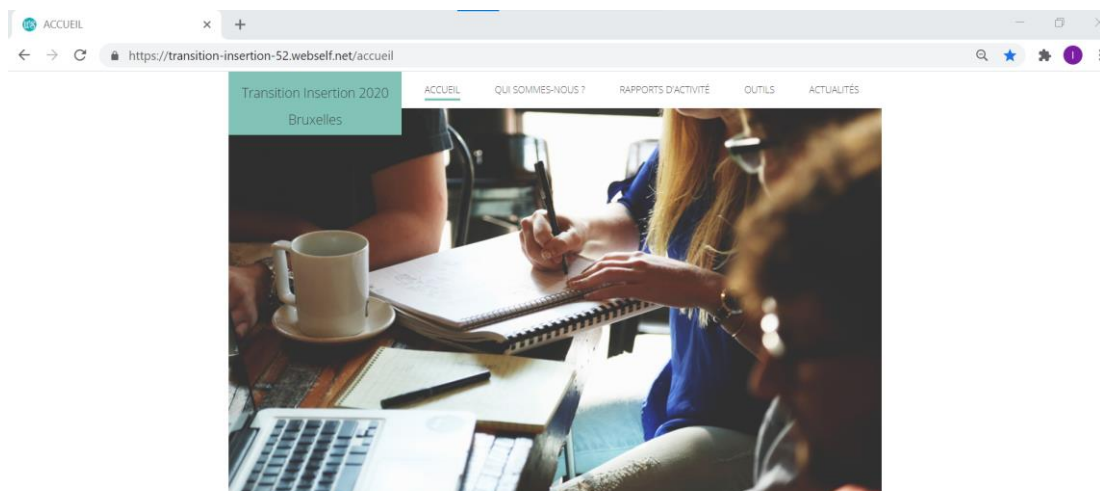 ACCUEIL
https://transition-insertion-52.webself.net/accueil
Transition Insertion 2020
Bruxelles
ACCUEIL
QUI SOMMES-NOUS ?
RAPPORTS D'ACTIVITÉ
OUTILS
ACTUALITÉS
I